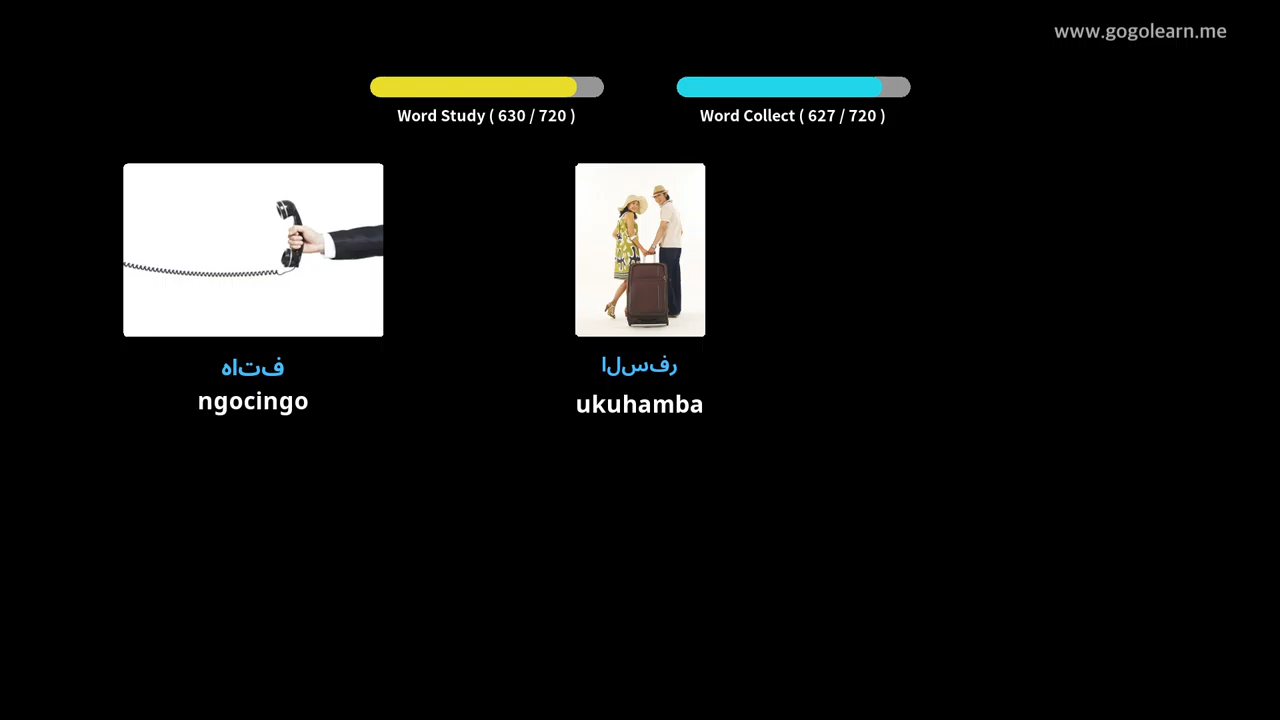 www.gogolearn.me
Word Study ( 630 / 720 )
Word Collect ( 627 / 720 )
هاتف
ngocingo
السفر
ukuhamba